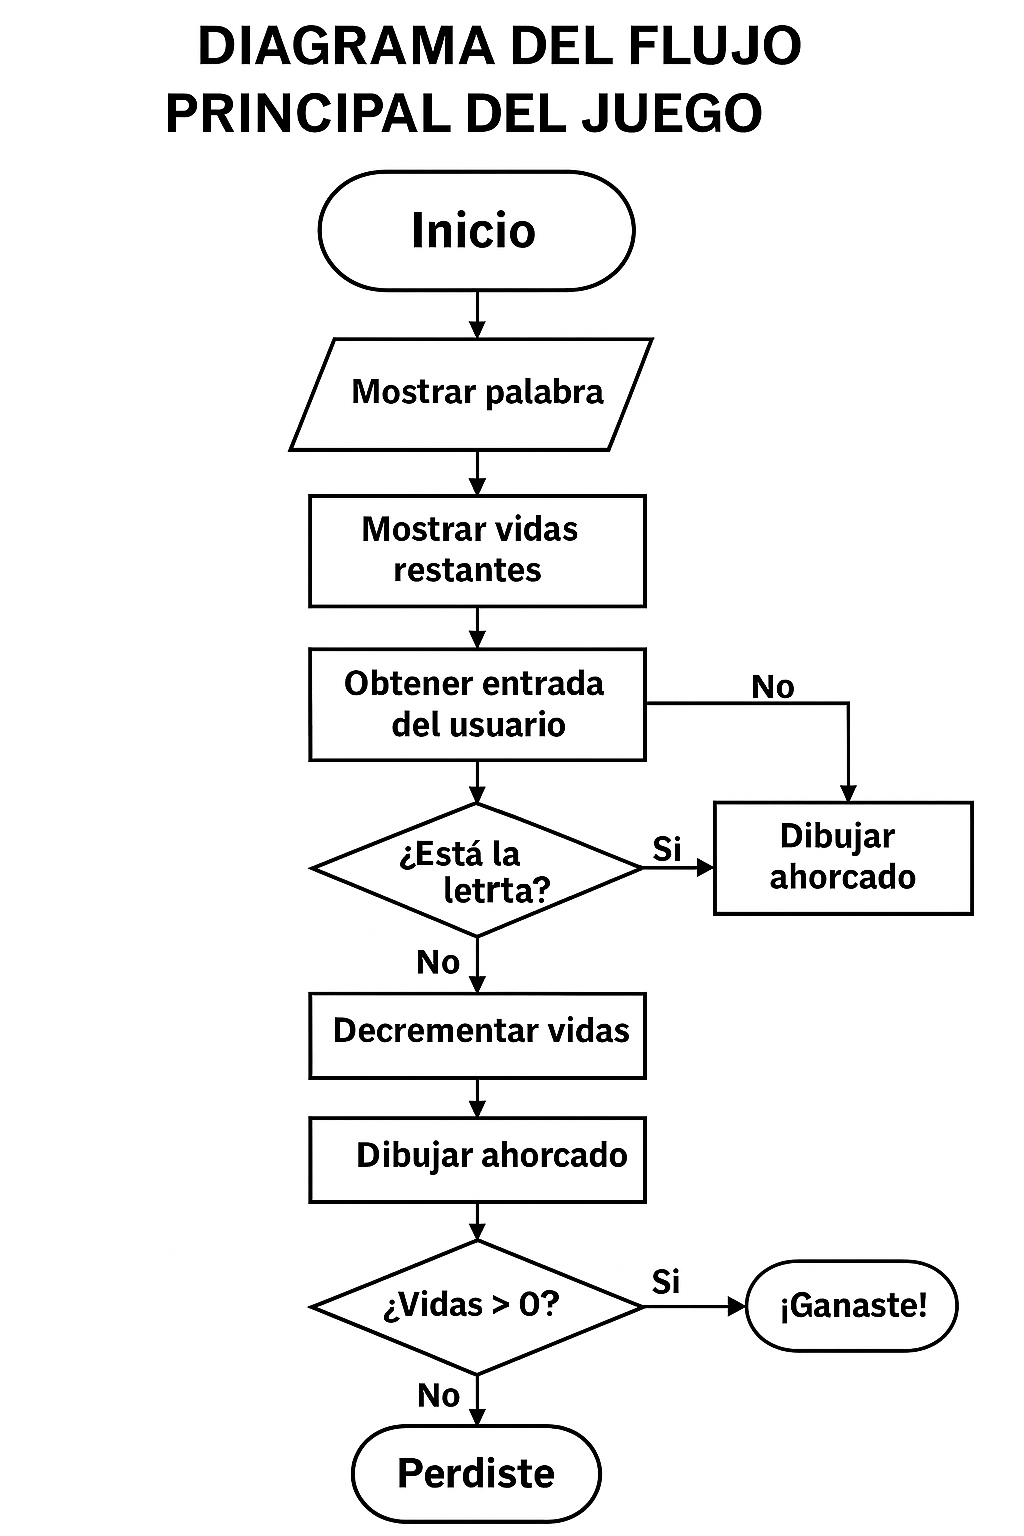 DIAGRAMA DEL FLUJO
PRINCIPAL DEL JUEGO
Inicio
Mostrar palabra
Mostrar vidas
restantes
Obtener entrada
del usuario
No
¿Está la
letrta?
Si
Dibujar
ahorcado
No
Decrementar vidas
Dibujar ahorcado
¿Vidas > 0?
Si
¡Ganaste!
No
Perdiste